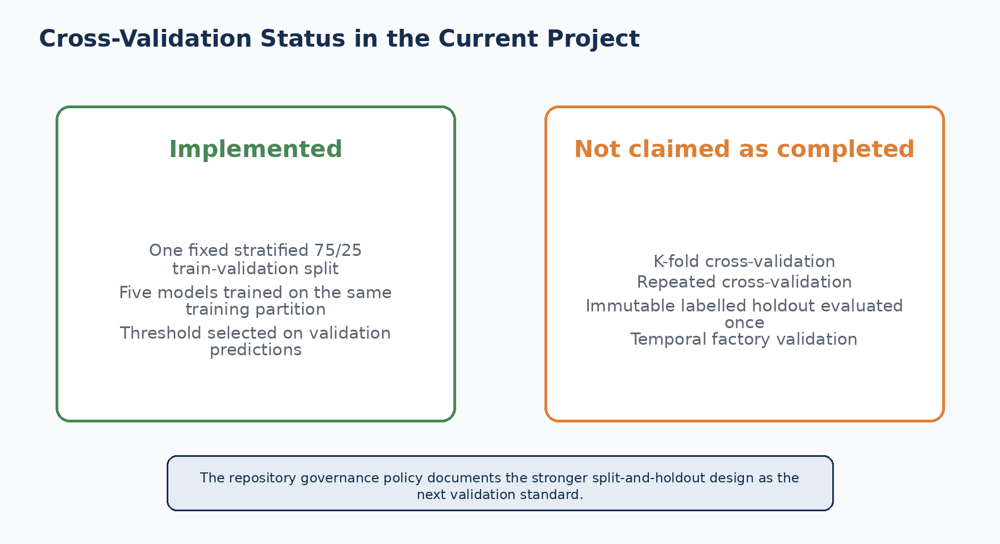 Cross-Validation Status in the Current Project
Implemented
One fixed stratified 75/25
train-validation split
Five models trained on the same
training partition
Threshold selected on validation
predictions
Not claimed as completed
K-fold cross-validation
Repeated cross-validation
Immutable labelled holdout evaluated
once
Temporal factory validation
The repository governance policy documents the stronger split-and-holdout design as the
next validation standard.